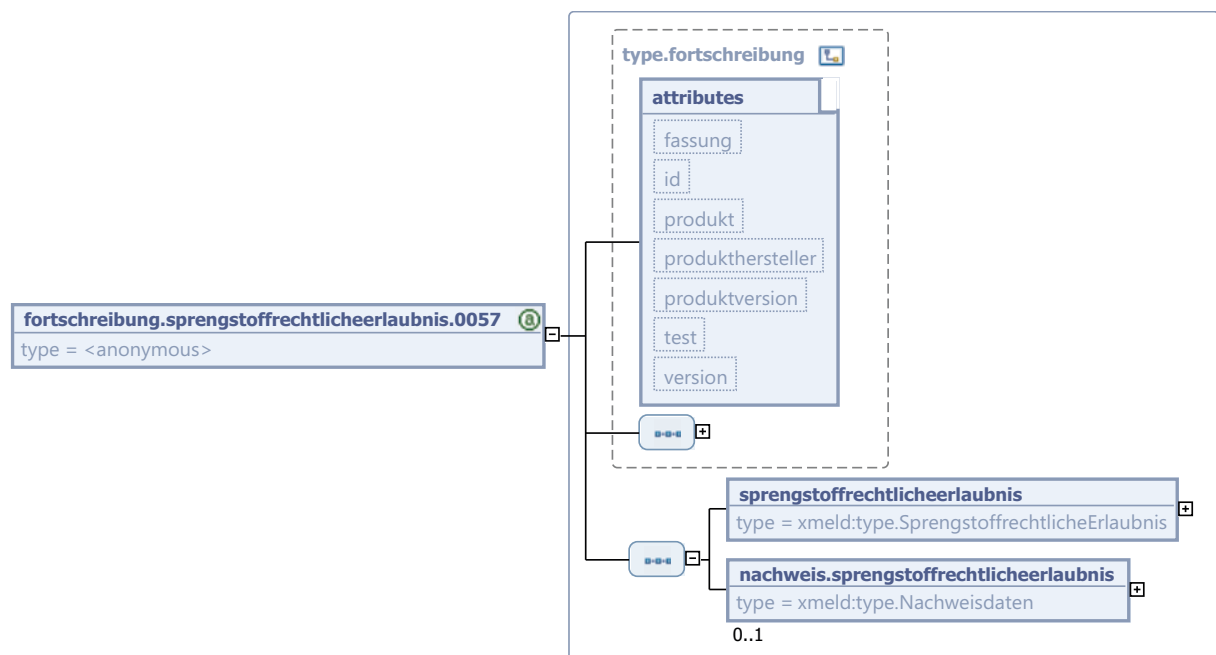 type.fortschreibung
attributes
fassung
id
produkt
produkthersteller
produktversion
test
version
fortschreibung.sprengstoffrechtlicheerlaubnis.0057
type = <anonymous>
sprengstoffrechtlicheerlaubnis
type = xmeld:type.SprengstoffrechtlicheErlaubnis
nachweis.sprengstoffrechtlicheerlaubnis
type = xmeld:type.Nachweisdaten
0..1